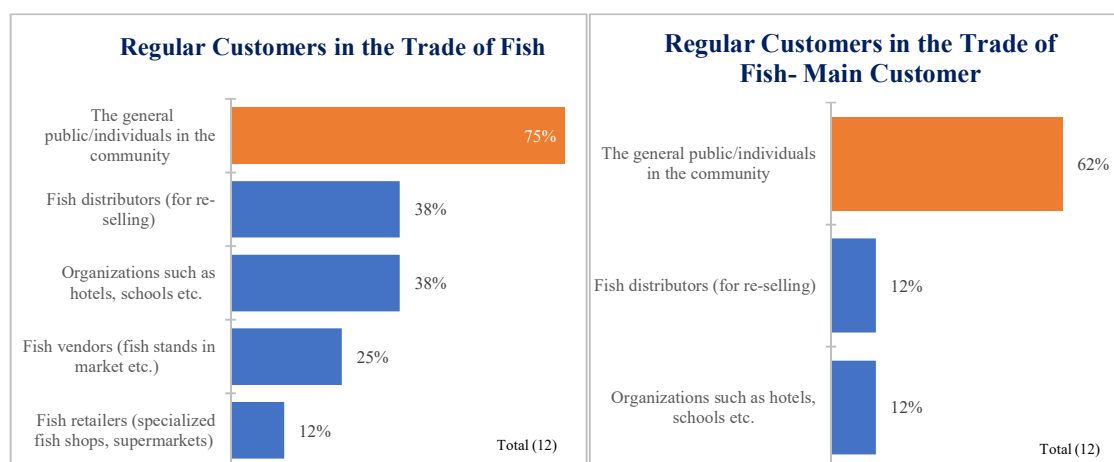 Regular Customers in the Trade of Fish
The general
public/individuals in the
community
75%
Fish distributors (for re-
selling)
38%
Organizations such as
hotels, schools etc.
38%
Fish vendors (fish stands in
market etc.)
25%
Fish retailers (specialized
fish shops, supermarkets)
12%
Total (12)
Regular Customers in the Trade of
Fish- Main Customer
The general public/individuals
in the community
62%
Fish distributors (for re-selling)
12%
Organizations such as hotels,
schools etc.
12%
Total (12)